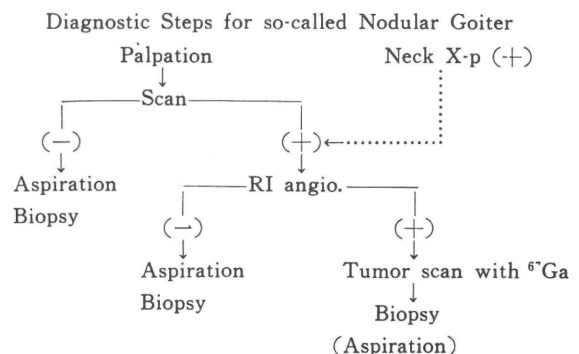 Diagnostic Steps for so-called Nodular Goiter
Palpation Neck X-p (+)
Scan
(−) (+)
Aspiration RI angio.
Biopsy
(−) (+)
Aspiration Tumor scan with ⁶⁷Ga
Biopsy Biopsy
(Aspiration)